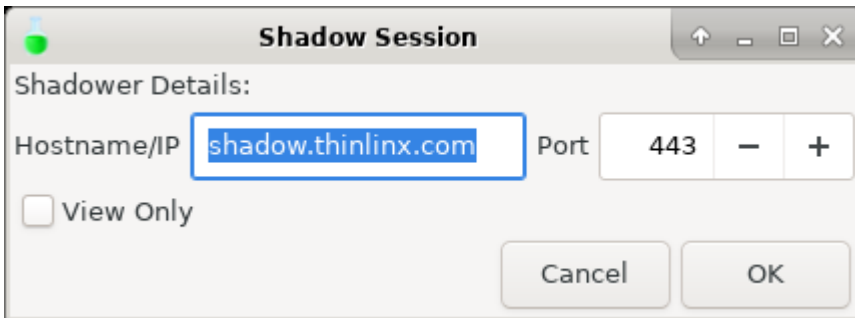 Shadow Session
Shadower Details:
Hostname/IP shadow.thinlinx.com Port 443 − +
View Only
Cancel OK